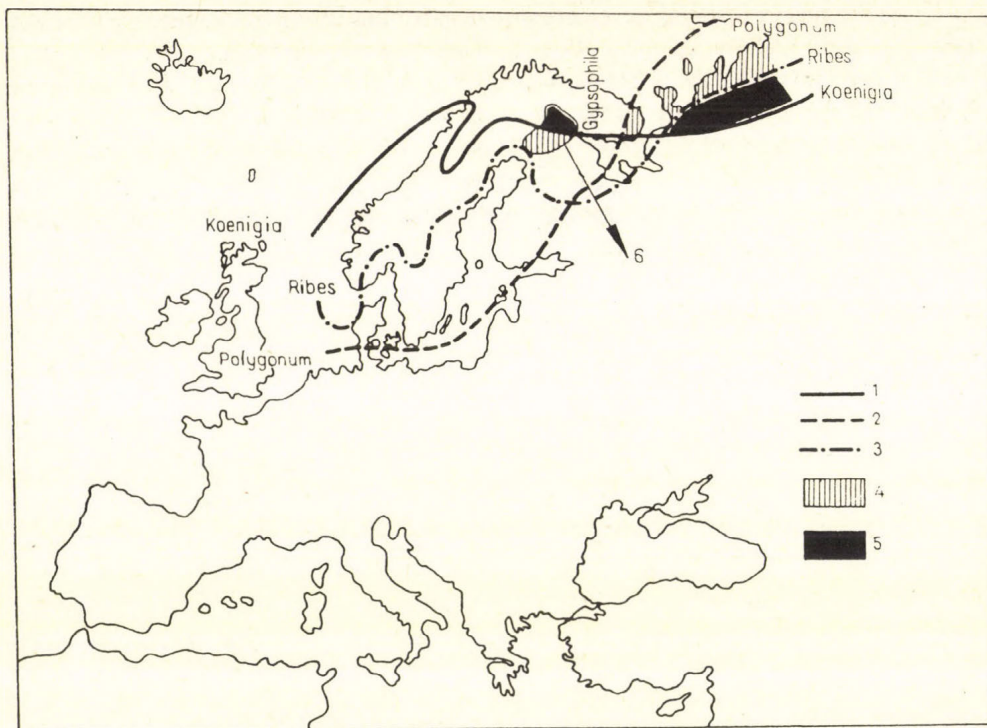 Polygonum
Ribes
Koenigia
Gypsophila
Koenigia
6
Ribes
Polygonum
1
2
3
4
5